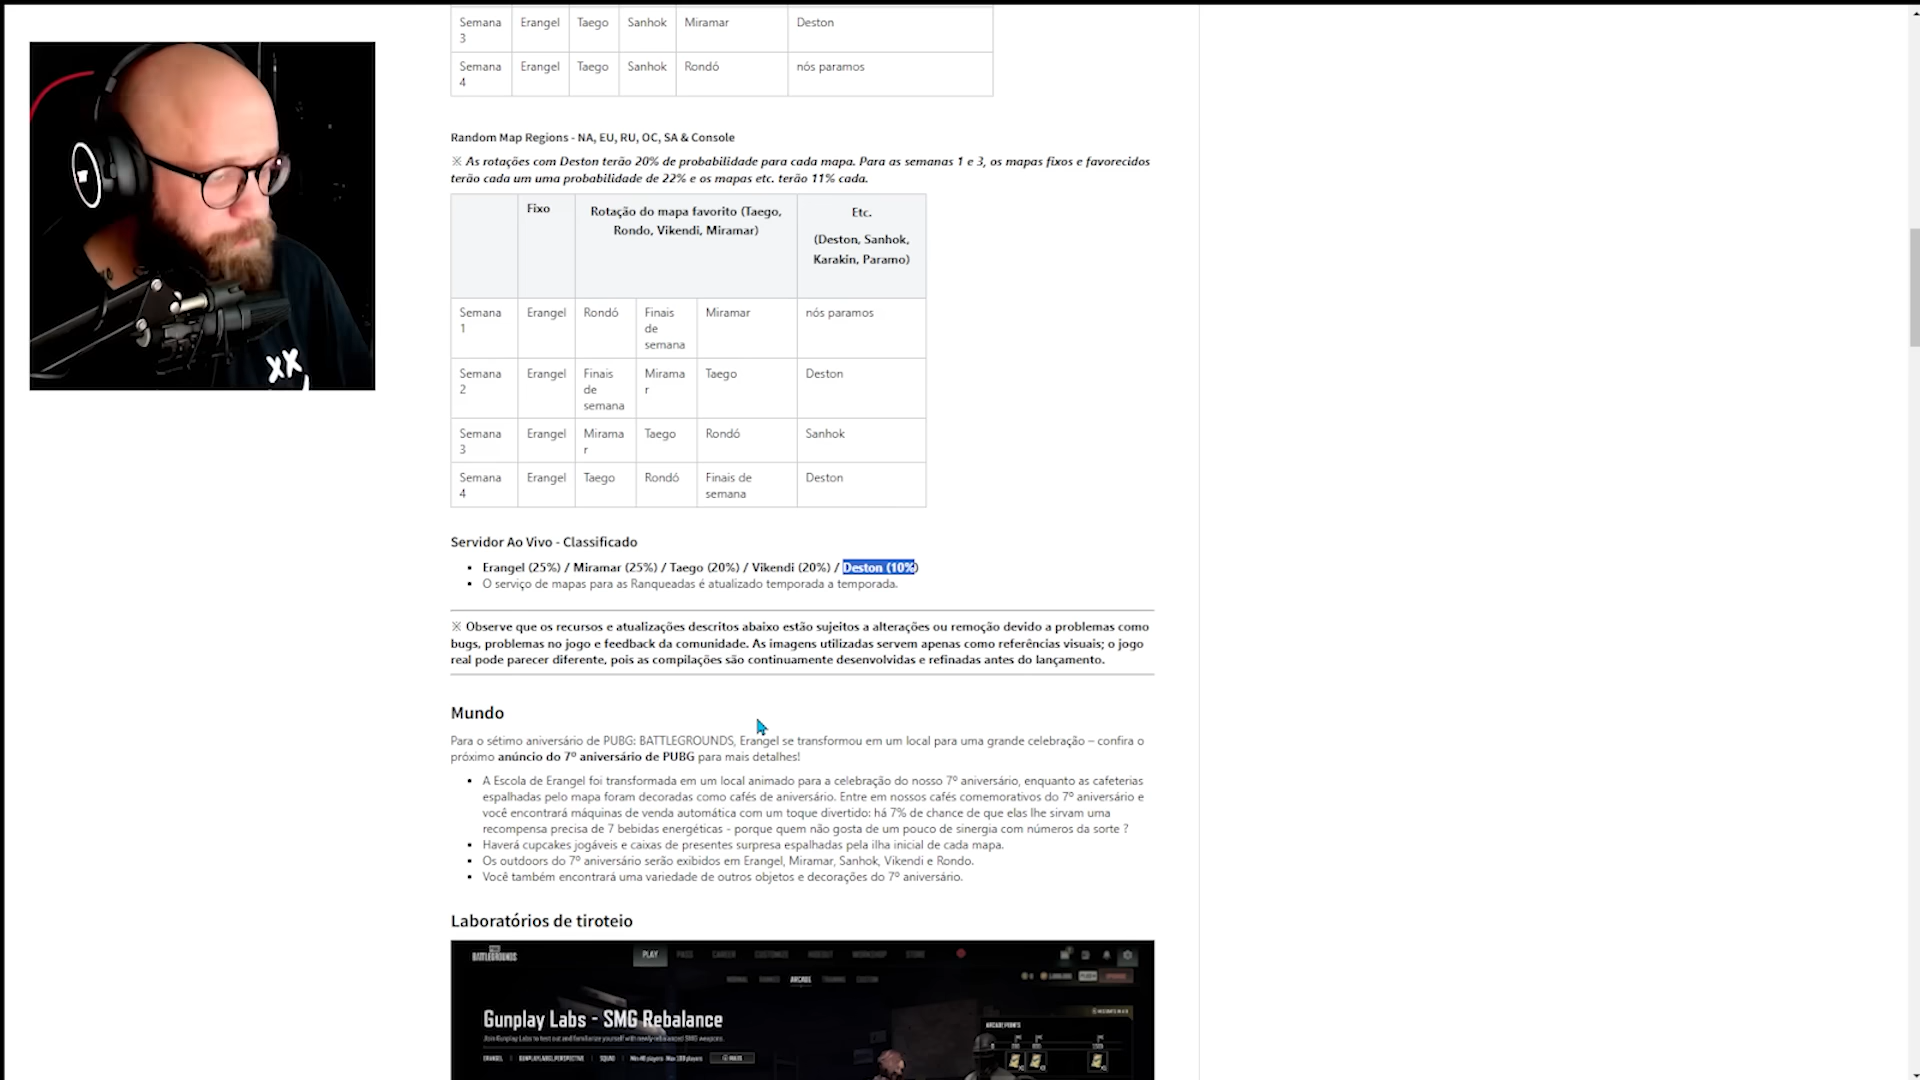 Semana 3 Erangel Taego Sanhok Miramar Deston
Semana 4 Erangel Taego Sanhok Rondó nós paramos
Random Map Regions - NA, EU, RU, OC, SA & Console
※ As rotações com Deston terão 20% de probabilidade para cada mapa. Para as semanas 1 e 3, os mapas fixos e favorecidos
terão cada um uma probabilidade de 22% e os mapas etc. terão 11% cada.
Fixo
Rotação do mapa favorito (Taego,
Rondo, Vikendi, Miramar)
Etc.
(Deston, Sanhok,
Karakin, Paramo)
Semana 1 Erangel Rondó Finais de semana Miramar nós paramos
Semana 2 Erangel Finais de semana Miramar Taego Deston
Semana 3 Erangel Miramar Taego Rondó Sanhok
Semana 4 Erangel Taego Rondó Finais de semana Deston
Servidor Ao Vivo - Classificado
• Erangel (25%) / Miramar (25%) / Taego (20%) / Vikendi (20%) / Deston (10%)
• O serviço de mapas para as Ranqueadas é atualizado temporada a temporada.
※ Observe que os recursos e atualizações descritos abaixo estão sujeitos a alterações ou remoção devido a problemas como
bugs, problemas no jogo e feedback da comunidade. As imagens utilizadas servem apenas como referências visuais; o jogo
real pode parecer diferente, pois as compilações são continuamente desenvolvidas e refinadas antes do lançamento.
Mundo
Para o sétimo aniversário de PUBG: BATTLEGROUNDS, Erangel se transformou em um local para uma grande celebração – confira o
próximo anúncio do 7º aniversário de PUBG para mais detalhes!
• A Escola de Erangel foi transformada em um local animado para a celebração do nosso 7º aniversário, enquanto as cafeterias
espalhadas pelo mapa foram decoradas como cafés de aniversário. Entre em nossos cafés comemorativos do 7º aniversário e
você encontrará máquinas de venda automática com um toque divertido: há 7% de chance de que elas lhe sirvam uma
recompensa precisa de 7 bebidas energéticas - porque quem não gosta de um pouco de sinergia com números da sorte ?
• Haverá cupcakes jogáveis e caixas de presentes surpresa espalhadas pela ilha inicial de cada mapa.
• Os outdoors do 7º aniversário serão exibidos em Erangel, Miramar, Sanhok, Vikendi e Rondo.
• Você também encontrará uma variedade de outros objetos e decorações do 7º aniversário.
Laboratórios de tiroteio
BATTLEGROUNDS
PLAY PASS CAREER CUSTOMIZE WORKSHOP STORE
NORMAL RANKED ARCADE TRAINING CUSTOM
Gunplay Labs - SMG Rebalance
ARCADE POINTS
ERANGEL SQUAD
XX